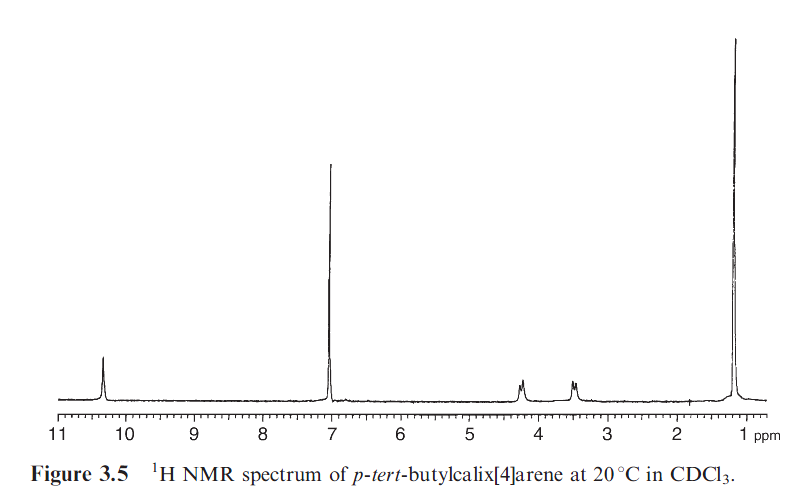 11 10 9 8 7 6 5 4 3 2 1 ppm
Figure 3.5 ¹H NMR spectrum of p-tert-butylcalix[4]arene at 20 °C in CDCl₃.